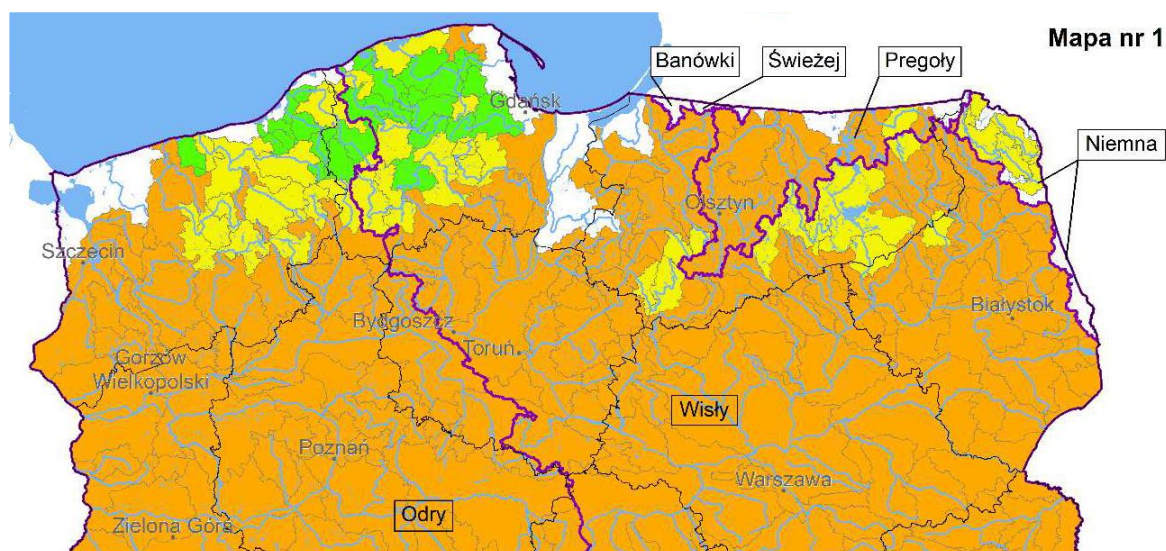 Mapa nr 1
Banówki
Świeżej
Pregoły
Gdańsk
Niemna
Olsztyn
Szczecin
Białystok
Bydgoszcz
Toruń
Gorzów
Wielkopolski
Wisły
Poznań
Warszawa
Odry
Zielona Góra